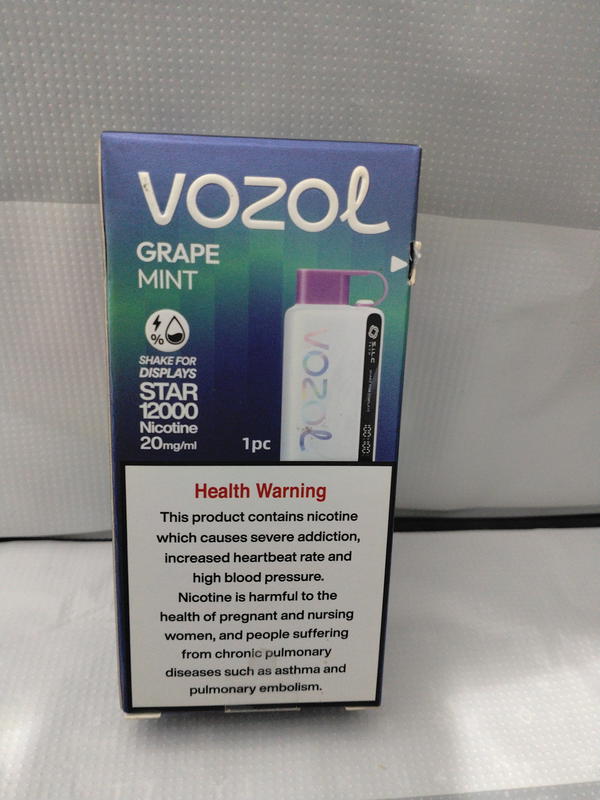 VOZOL
GRAPE
MINT
%
SHAKE FOR
DISPLAYS
STAR
12000
Nicotine
20mg/ml
1pc
VOZOL
Health Warning
This product contains nicotine
which causes severe addiction,
increased heartbeat rate and
high blood pressure.
Nicotine is harmful to the
health of pregnant and nursing
women, and people suffering
from chronic pulmonary
diseases such as asthma and
pulmonary embolism.